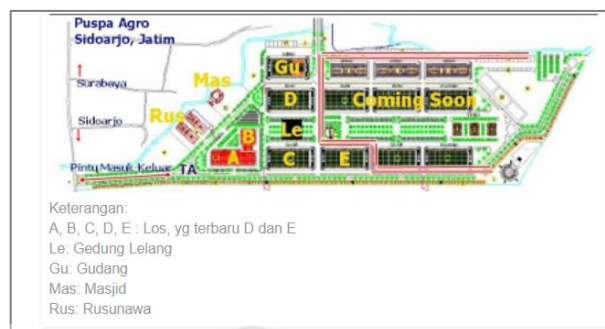 Puspa Agro
Sidoarjo, Jatim
Surabaya
Sidoarjo
Pintu Masuk-Keluar
TA
Mas
Rus
Gu
D
Coming Soon
B
Le
A
C
E
Keterangan:
A, B, C, D, E : Los, yg terbaru D dan E
Le: Gedung Lelang
Gu: Gudang
Mas: Masjid
Rus: Rusunawa